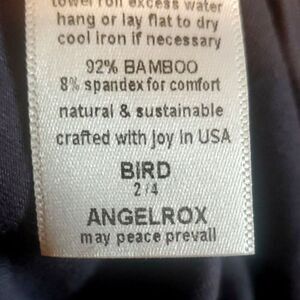 towel roll excess water
hang or lay flat to dry
cool iron if necessary
92% BAMBOO
8% spandex for comfort
natural & sustainable
crafted with joy in USA
BIRD
2/4
ANGELROX
may peace prevail